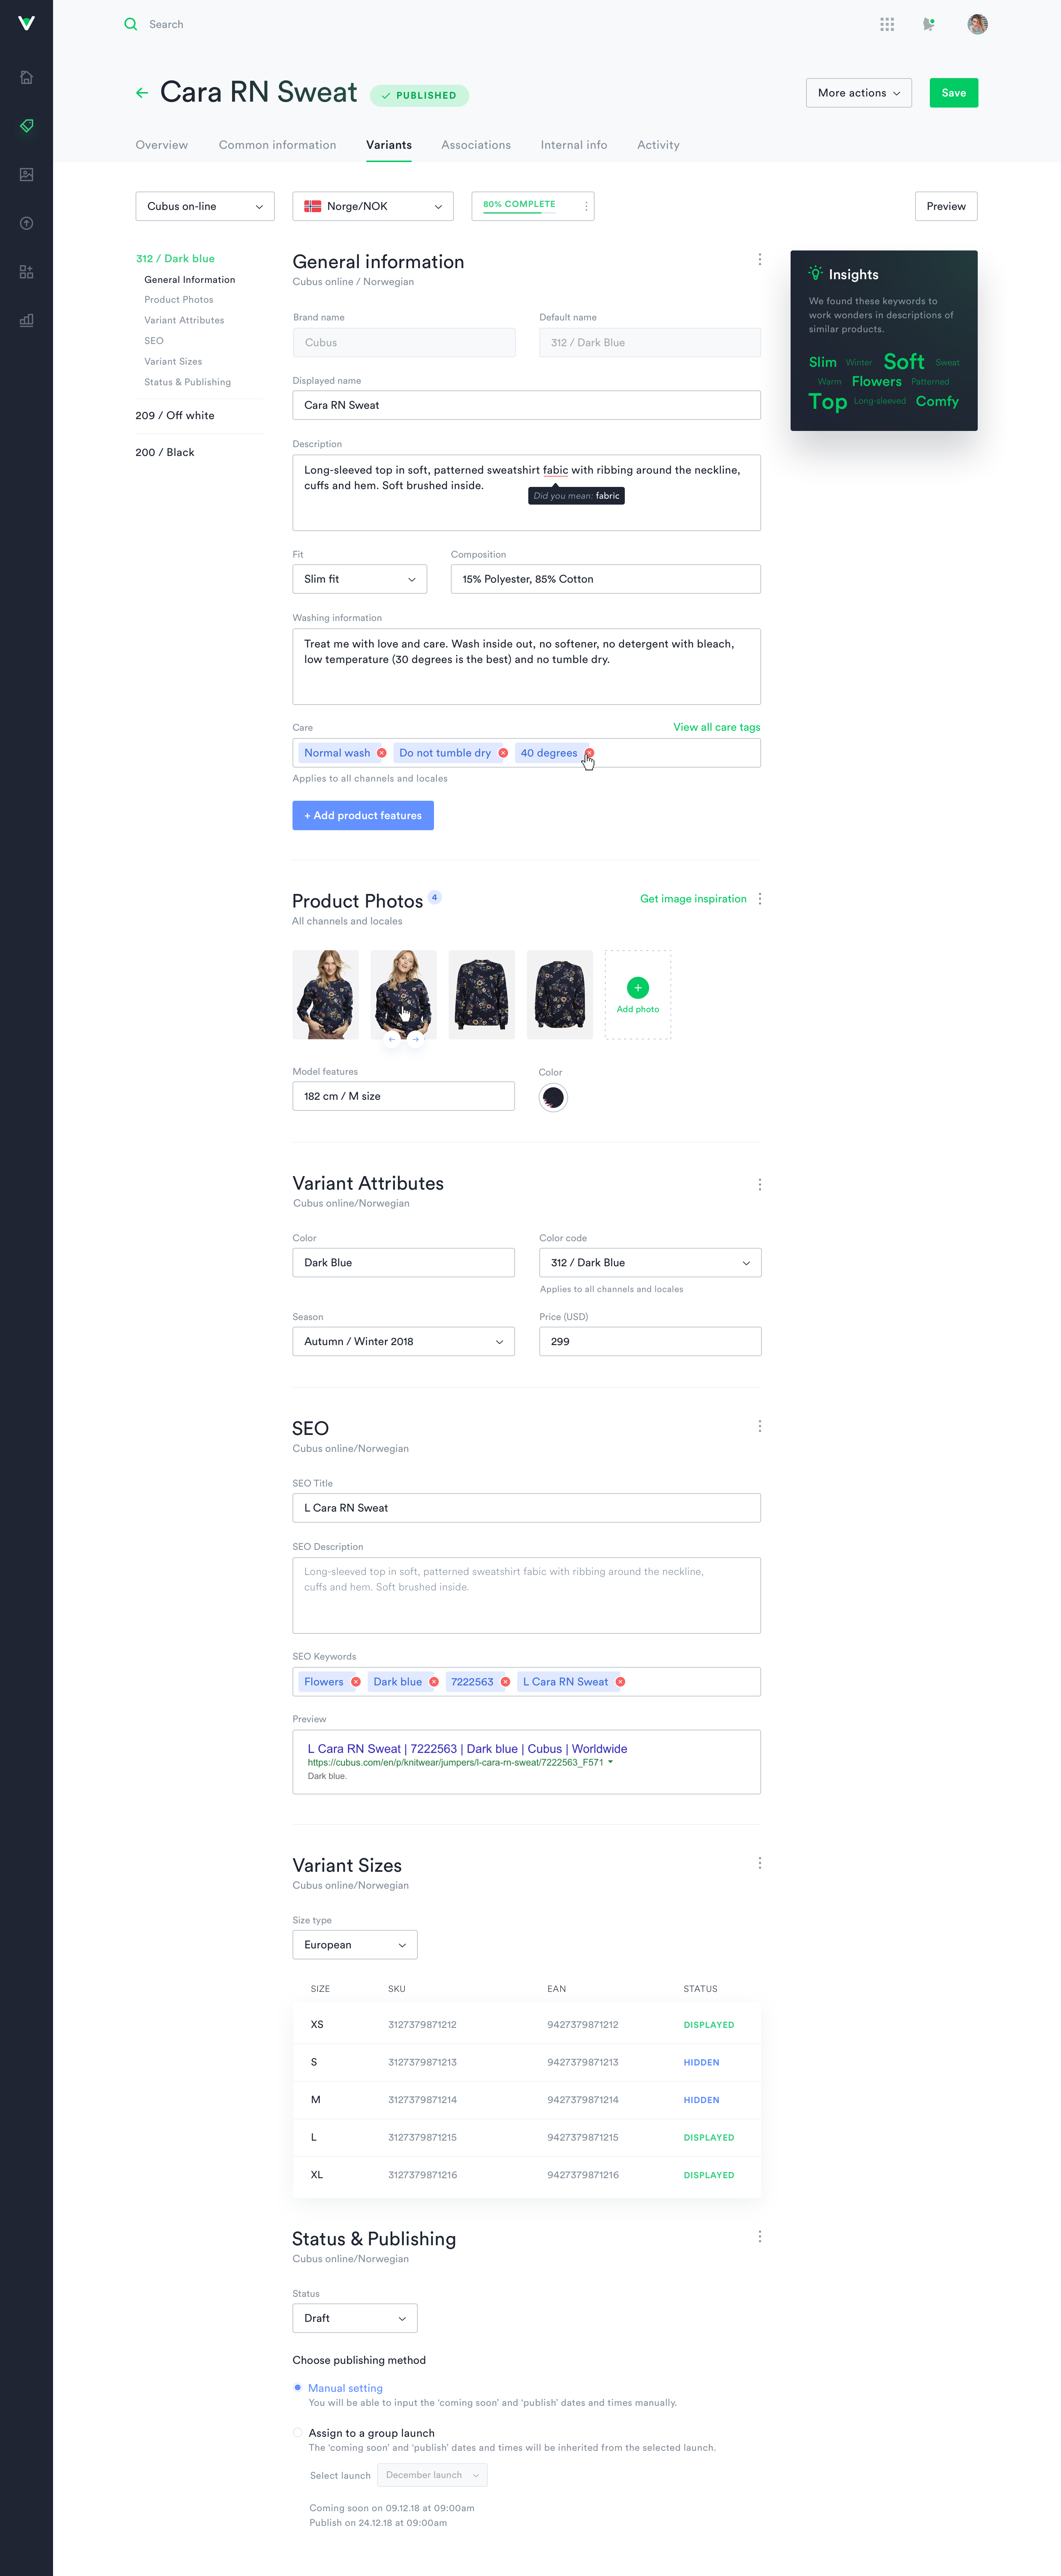 Search
Cara RN Sweat
PUBLISHED
More actions
Save
Overview
Common information
Variants
Associations
Internal info
Activity
Cubus on-line
Norge/NOK
80% COMPLETE
Preview
312 / Dark blue
General Information
Product Photos
Variant Attributes
SEO
Variant Sizes
Status & Publishing
209 / Off white
200 / Black
General information
Cubus online / Norwegian
Brand name
Default name
Cubus
312 / Dark Blue
Displayed name
Cara RN Sweat
Description
Long-sleeved top in soft, patterned sweatshirt fabic with ribbing around the neckline,
cuffs and hem. Soft brushed inside.
Did you mean: fabric
Fit
Composition
Slim fit
15% Polyester, 85% Cotton
Washing information
Treat me with love and care. Wash inside out, no softener, no detergent with bleach,
low temperature (30 degrees is the best) and no tumble dry.
Care
View all care tags
Normal wash
Do not tumble dry
40 degrees
Applies to all channels and locales
+ Add product features
Insights
We found these keywords to
work wonders in descriptions of
similar products.
Slim Winter Soft Sweat
Warm Flowers Patterned
Top Long-sleeved Comfy
Product Photos 4
Get image inspiration
All channels and locales
Add photo
Model features
Color
182 cm / M size
Variant Attributes
Cubus online/Norwegian
Color
Color code
Dark Blue
312 / Dark Blue
Applies to all channels and locales
Season
Price (USD)
Autumn / Winter 2018
299
SEO
Cubus online/Norwegian
SEO Title
L Cara RN Sweat
SEO Description
Long-sleeved top in soft, patterned sweatshirt fabic with ribbing around the neckline,
cuffs and hem. Soft brushed inside.
SEO Keywords
Flowers
Dark blue
7222563
L Cara RN Sweat
Preview
L Cara RN Sweat | 7222563 | Dark blue | Cubus | Worldwide
https://cubus.com/en/p/knitwear/jumpers/l-cara-rn-sweat/7222563_F571
Dark blue.
Variant Sizes
Cubus online/Norwegian
Size type
European
SIZE SKU EAN STATUS
XS 3127379871212 9427379871212 DISPLAYED
S 3127379871213 9427379871213 HIDDEN
M 3127379871214 9427379871214 HIDDEN
L 3127379871215 9427379871215 DISPLAYED
XL 3127379871216 9427379871216 DISPLAYED
Status & Publishing
Cubus online/Norwegian
Status
Draft
Choose publishing method
Manual setting
You will be able to input the ‘coming soon’ and ‘publish’ dates and times manually.
Assign to a group launch
The ‘coming soon’ and ‘publish’ dates and times will be inherited from the selected launch.
Select launch
December launch
Coming soon on 09.12.18 at 09:00am
Publish on 24.12.18 at 09:00am